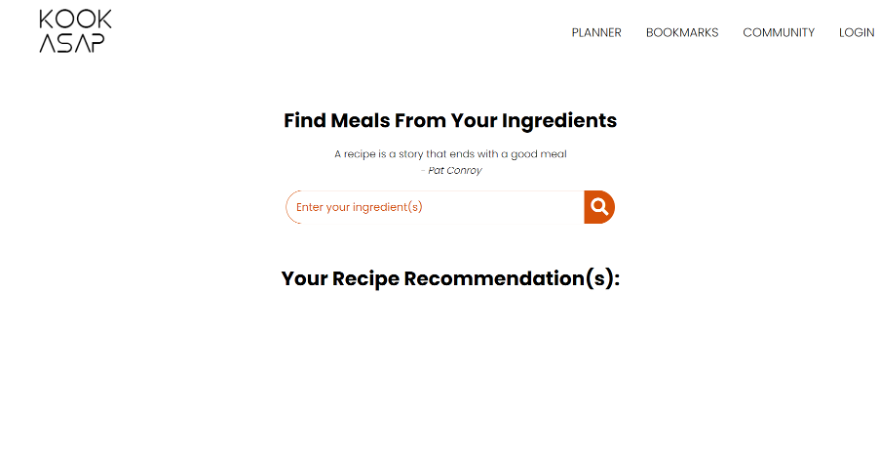 KOOK
ASAP
PLANNER BOOKMARKS COMMUNITY LOGIN
Find Meals From Your Ingredients
A recipe is a story that ends with a good meal
- Pat Conroy
Enter your ingredient(s)
Your Recipe Recommendation(s):